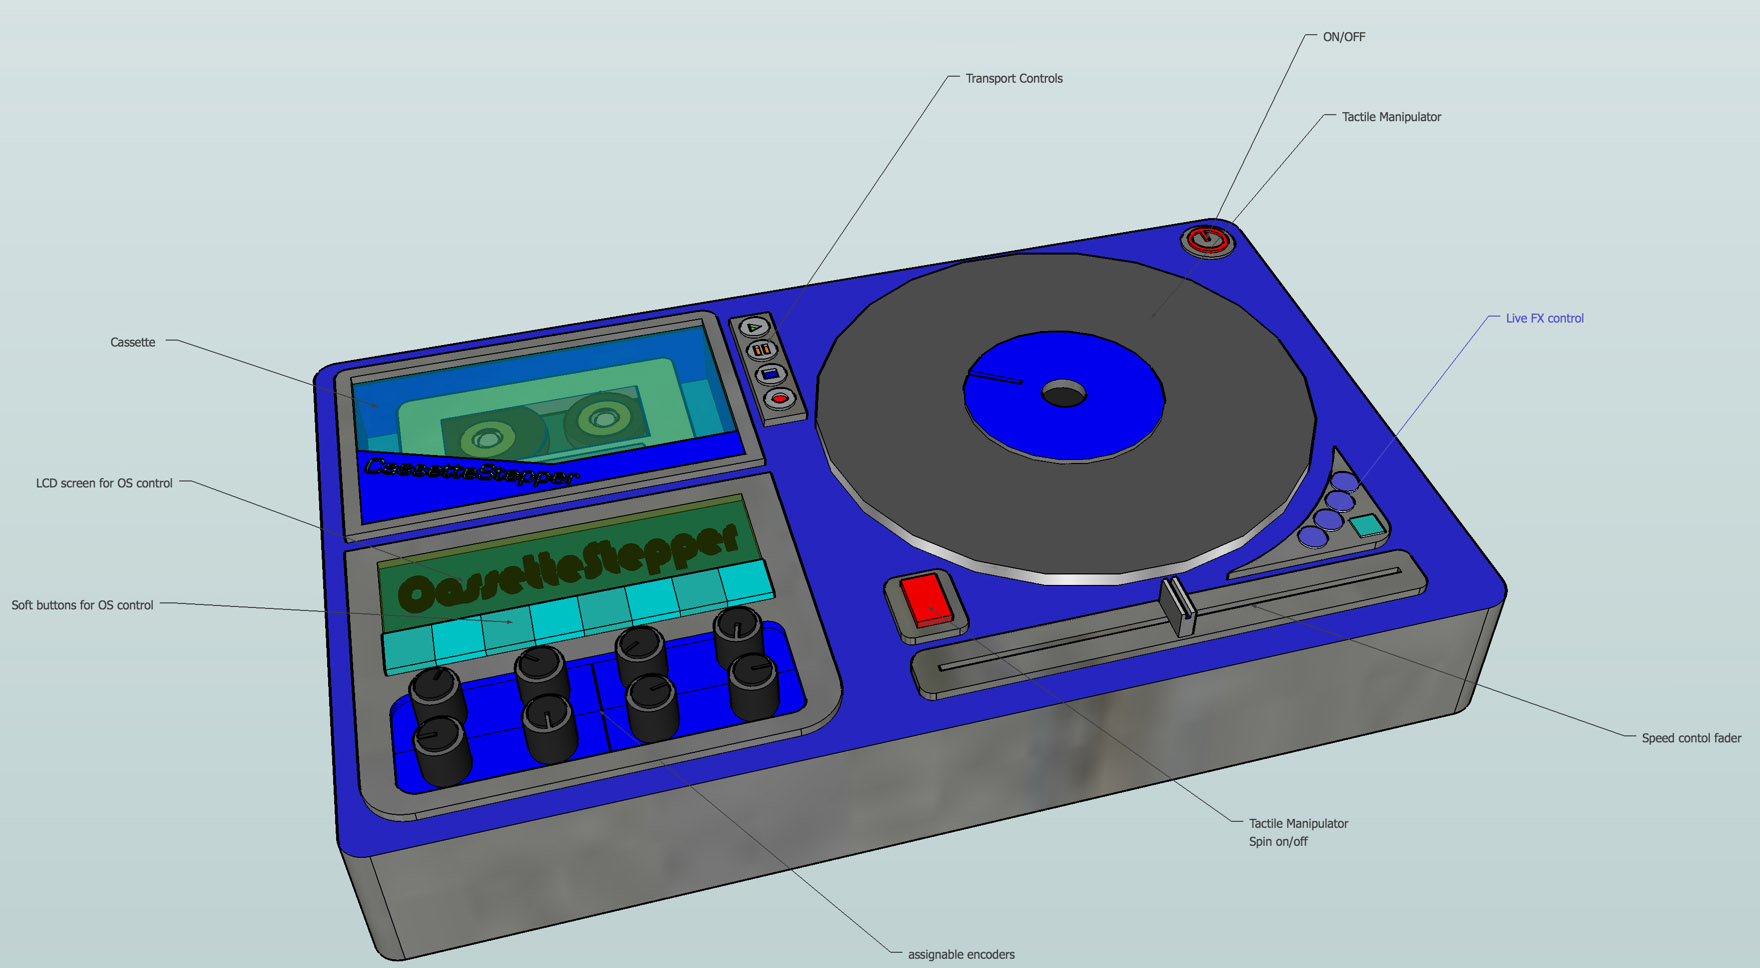 ON/OFF
Transport Controls
Tactile Manipulator
Live FX control
Cassette
CassetteStepper
LCD screen for OS control
CassetteStepper
Soft buttons for OS control
Speed contol fader
Tactile Manipulator
Spin on/off
assignable encoders